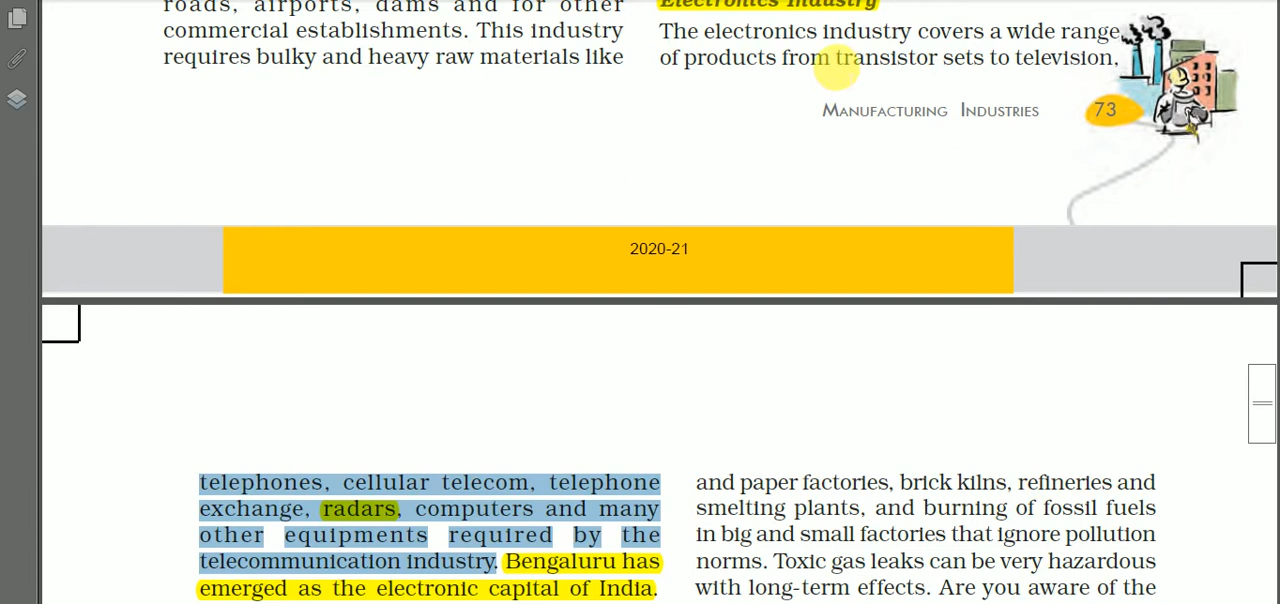 roads, airports, dams and for other
commercial establishments. This industry
requires bulky and heavy raw materials like
Electronics Industry
The electronics industry covers a wide range
of products from transistor sets to television,
MANUFACTURING INDUSTRIES 73
2020-21
telephones, cellular telecom, telephone
exchange, radars, computers and many
other equipments required by the
telecommunication industry. Bengaluru has
emerged as the electronic capital of India.
and paper factories, brick kilns, refineries and
smelting plants, and burning of fossil fuels
in big and small factories that ignore pollution
norms. Toxic gas leaks can be very hazardous
with long-term effects. Are you aware of the